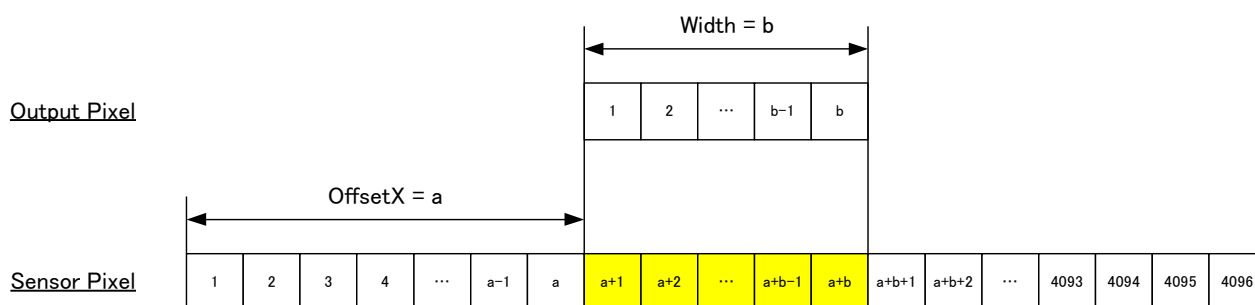 Width = b
Output Pixel 1 2 … b-1 b
OffsetX = a
Sensor Pixel 1 2 3 4 … a-1 a a+1 a+2 … a+b-1 a+b a+b+1 a+b+2 … 4093 4094 4095 4096